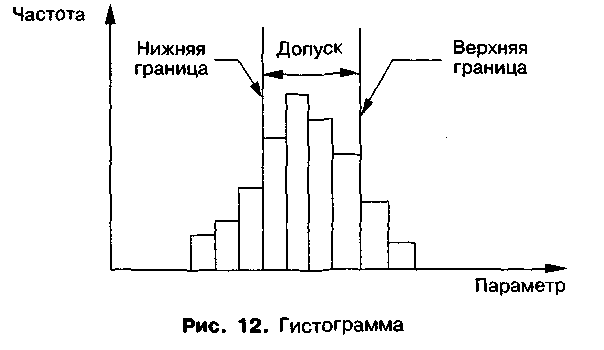 Частота
Нижняя
граница
Допуск
Верхняя
граница
Параметр
Рис. 12. Гистограмма